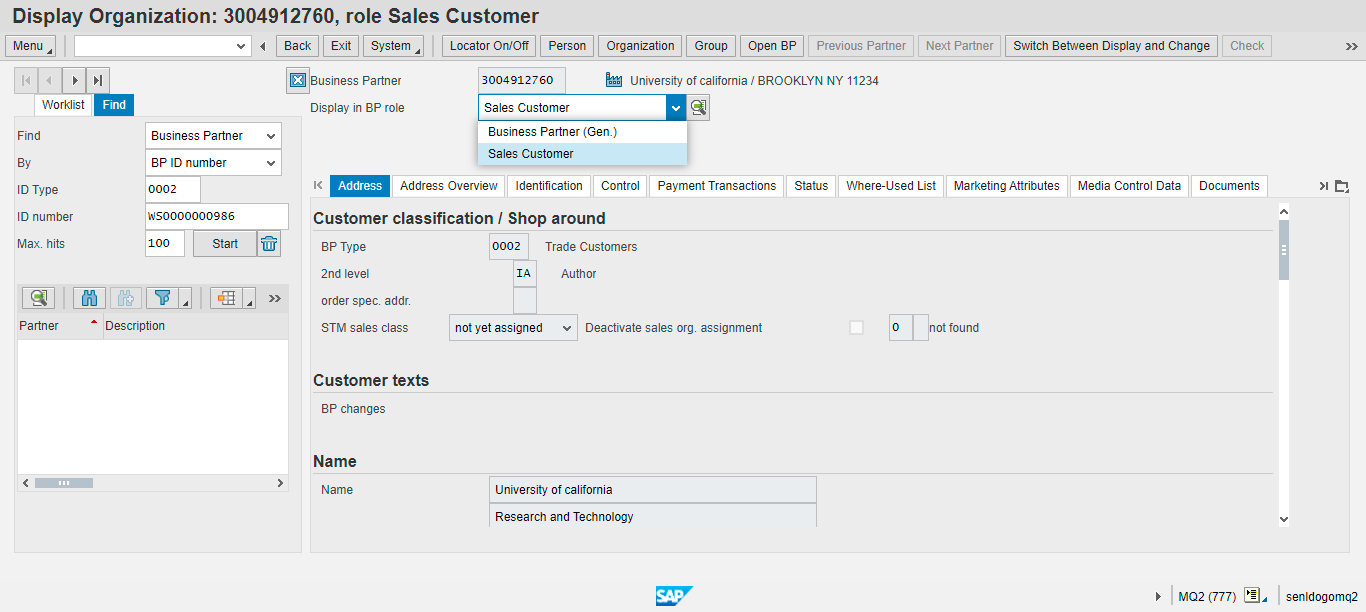 Display Organization: 3004912760, role Sales Customer
Menu Back Exit System Locator On/Off Person Organization Group Open BP Previous Partner Next Partner Switch Between Display and Change Check
Business Partner 3004912760 University of california / BROOKLYN NY 11234
Worklist Find
Display in BP role Sales Customer
Business Partner (Gen.)
Sales Customer
Find Business Partner
By BP ID number
ID Type 0002
ID number WS0000000986
Max. hits 100 Start
Partner Description
Address Address Overview Identification Control Payment Transactions Status Where-Used List Marketing Attributes Media Control Data Documents
Customer classification / Shop around
BP Type 0002 Trade Customers
2nd level IA Author
order spec. addr.
STM sales class not yet assigned Deactivate sales org. assignment 0 not found
Customer texts
BP changes
Name
Name University of california
Research and Technology
SAP MQ2 (777) senldogomq2